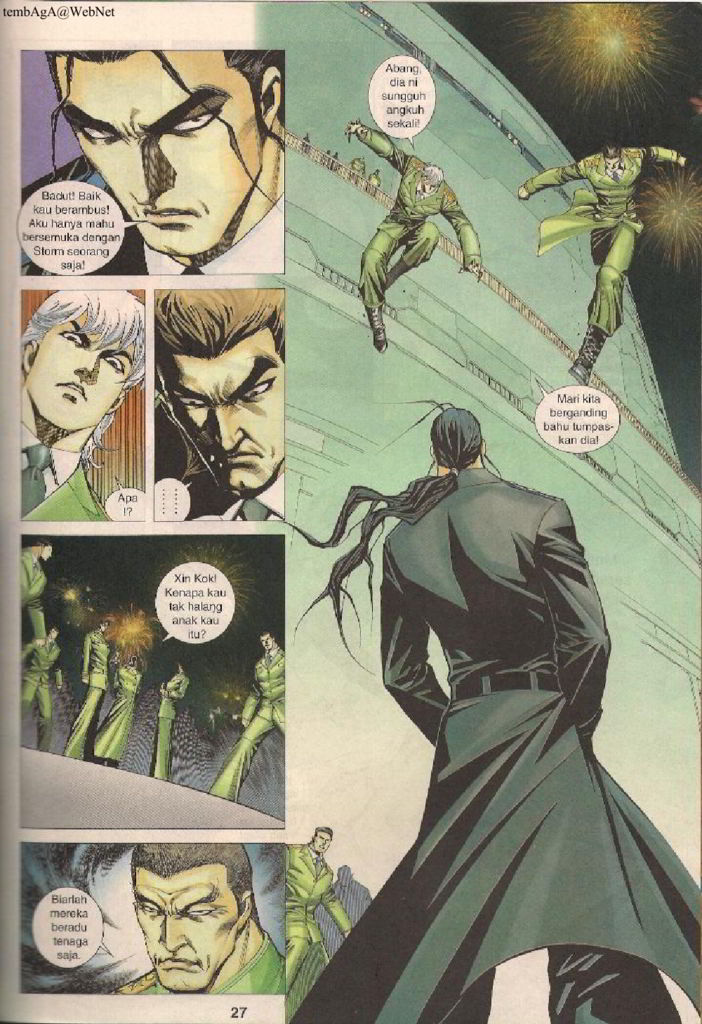 tembAgA@WebNet
Badut! Baik
kau berambus!
Aku hanya mahu
bersemuka dengan
Storm seorang
saja!
Abang,
dia ni
sungguh
angkuh
sekali!
Mari kita
berganding
bahu tumpas-
kan dia!
Apa
!?
Xin Kok!
Kenapa kau
tak halang
anak kau
itu?
Biarlah
mereka
beradu
tenaga
saja.
27